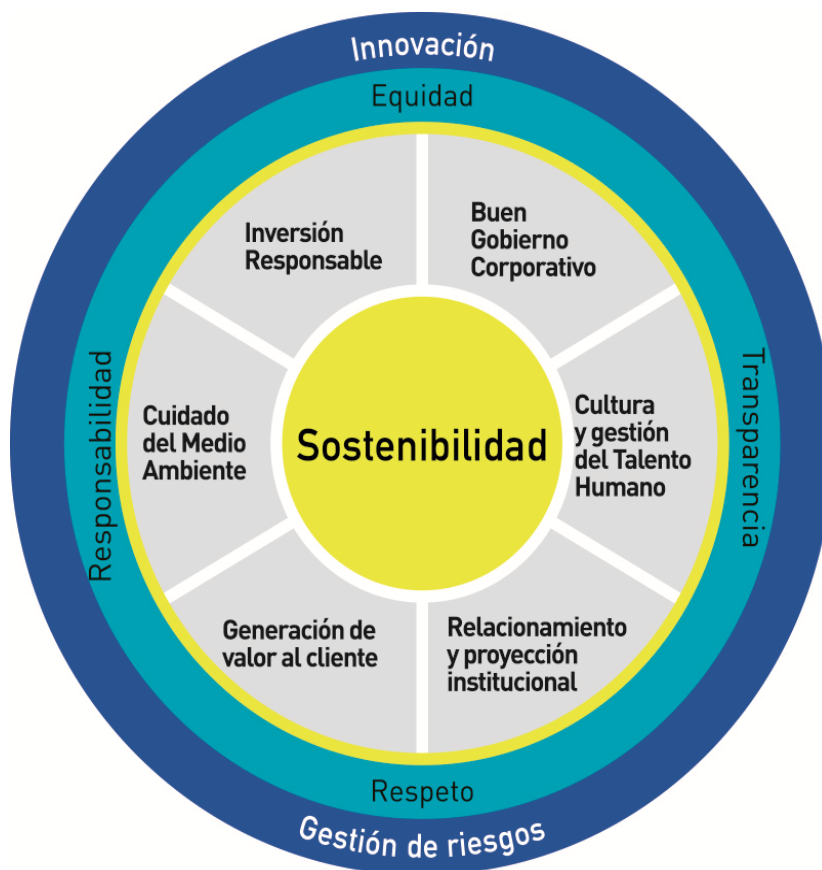 Innovación
Equidad
Inversión
Responsable
Buen
Gobierno
Corporativo
Responsabilidad
Cuidado
del Medio
Ambiente
Sostenibilidad
Cultura
y gestión
del Talento
Humano
Transparencia
Generación de
valor al cliente
Relacionamiento
y proyección
institucional
Respeto
Gestión de riesgos